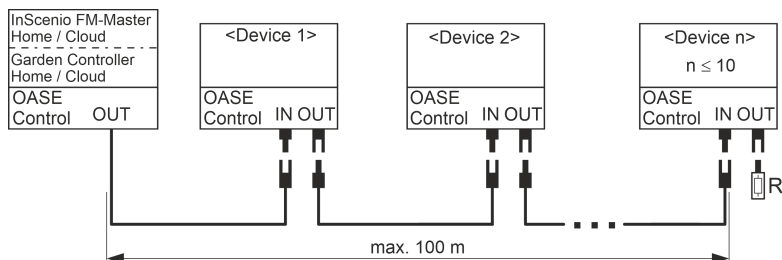 InScenio FM-Master
Home / Cloud
Garden Controller
Home / Cloud
OASE
Control OUT
<Device 1>
OASE
Control IN OUT
<Device 2>
OASE
Control IN OUT
<Device n>
n ≤ 10
OASE
Control IN OUT
R
max. 100 m